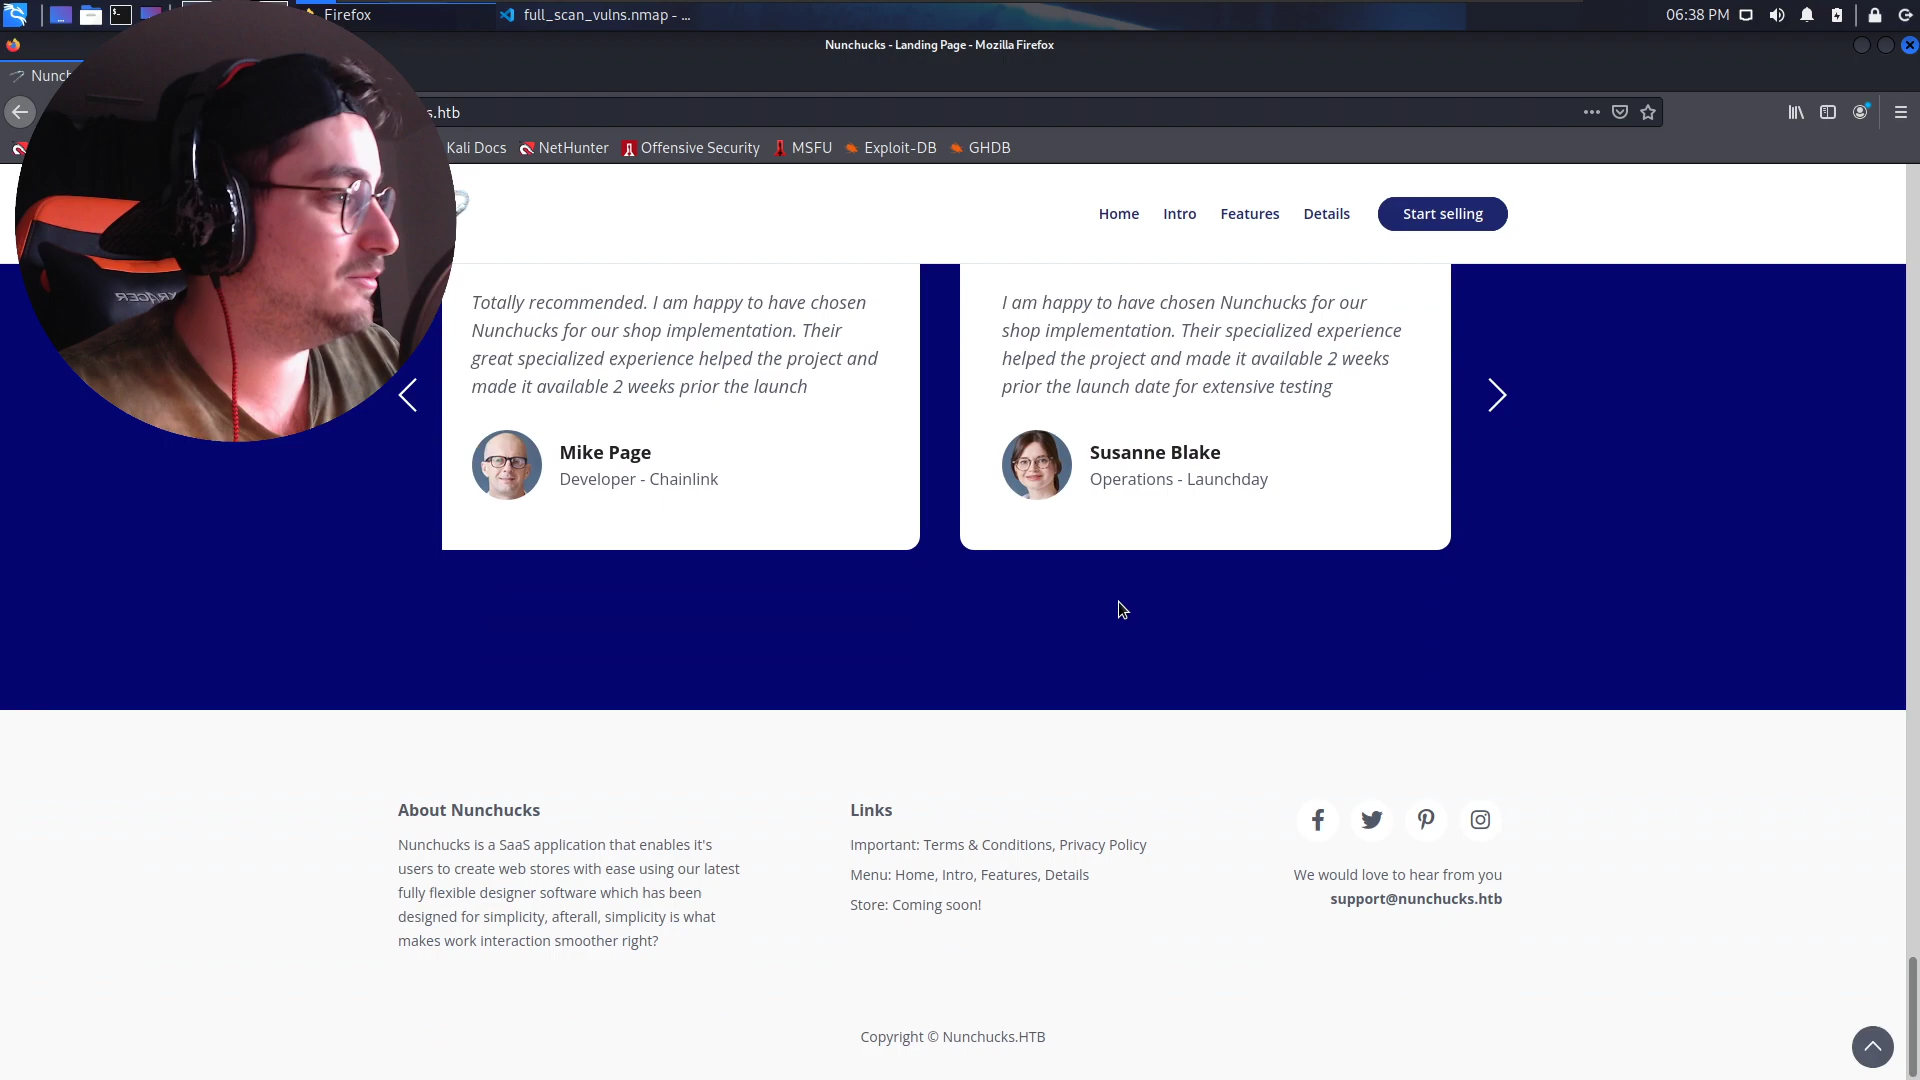 Firefox
full_scan_vulns.nmap - ...
06:38 PM
Nunchucks - Landing Page - Mozilla Firefox
Nunch
s.htb
Kali Docs
NetHunter
Offensive Security
MSFU
Exploit-DB
GHDB
Home
Intro
Features
Details
Start selling
Totally recommended. I am happy to have chosen
Nunchucks for our shop implementation. Their
great specialized experience helped the project and
made it available 2 weeks prior the launch
Mike Page
Developer - Chainlink
I am happy to have chosen Nunchucks for our
shop implementation. Their specialized experience
helped the project and made it available 2 weeks
prior the launch date for extensive testing
Susanne Blake
Operations - Launchday
About Nunchucks
Nunchucks is a SaaS application that enables it's
users to create web stores with ease using our latest
fully flexible designer software which has been
designed for simplicity, afterall, simplicity is what
makes work interaction smoother right?
Links
Important: Terms & Conditions, Privacy Policy
Menu: Home, Intro, Features, Details
Store: Coming soon!
We would love to hear from you
support@nunchucks.htb
Copyright © Nunchucks.HTB